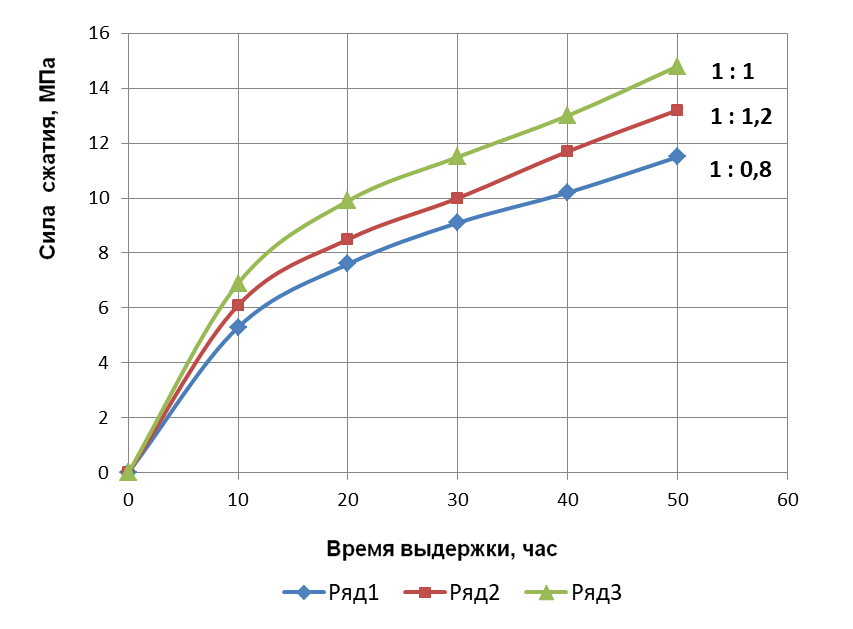 16
14
12
10
8
6
4
2
0
Сила сжатия, МПа
1 : 1
1 : 1,2
1 : 0,8
0 10 20 30 40 50 60
Время выдержки, час
Ряд1 Ряд2 Ряд3